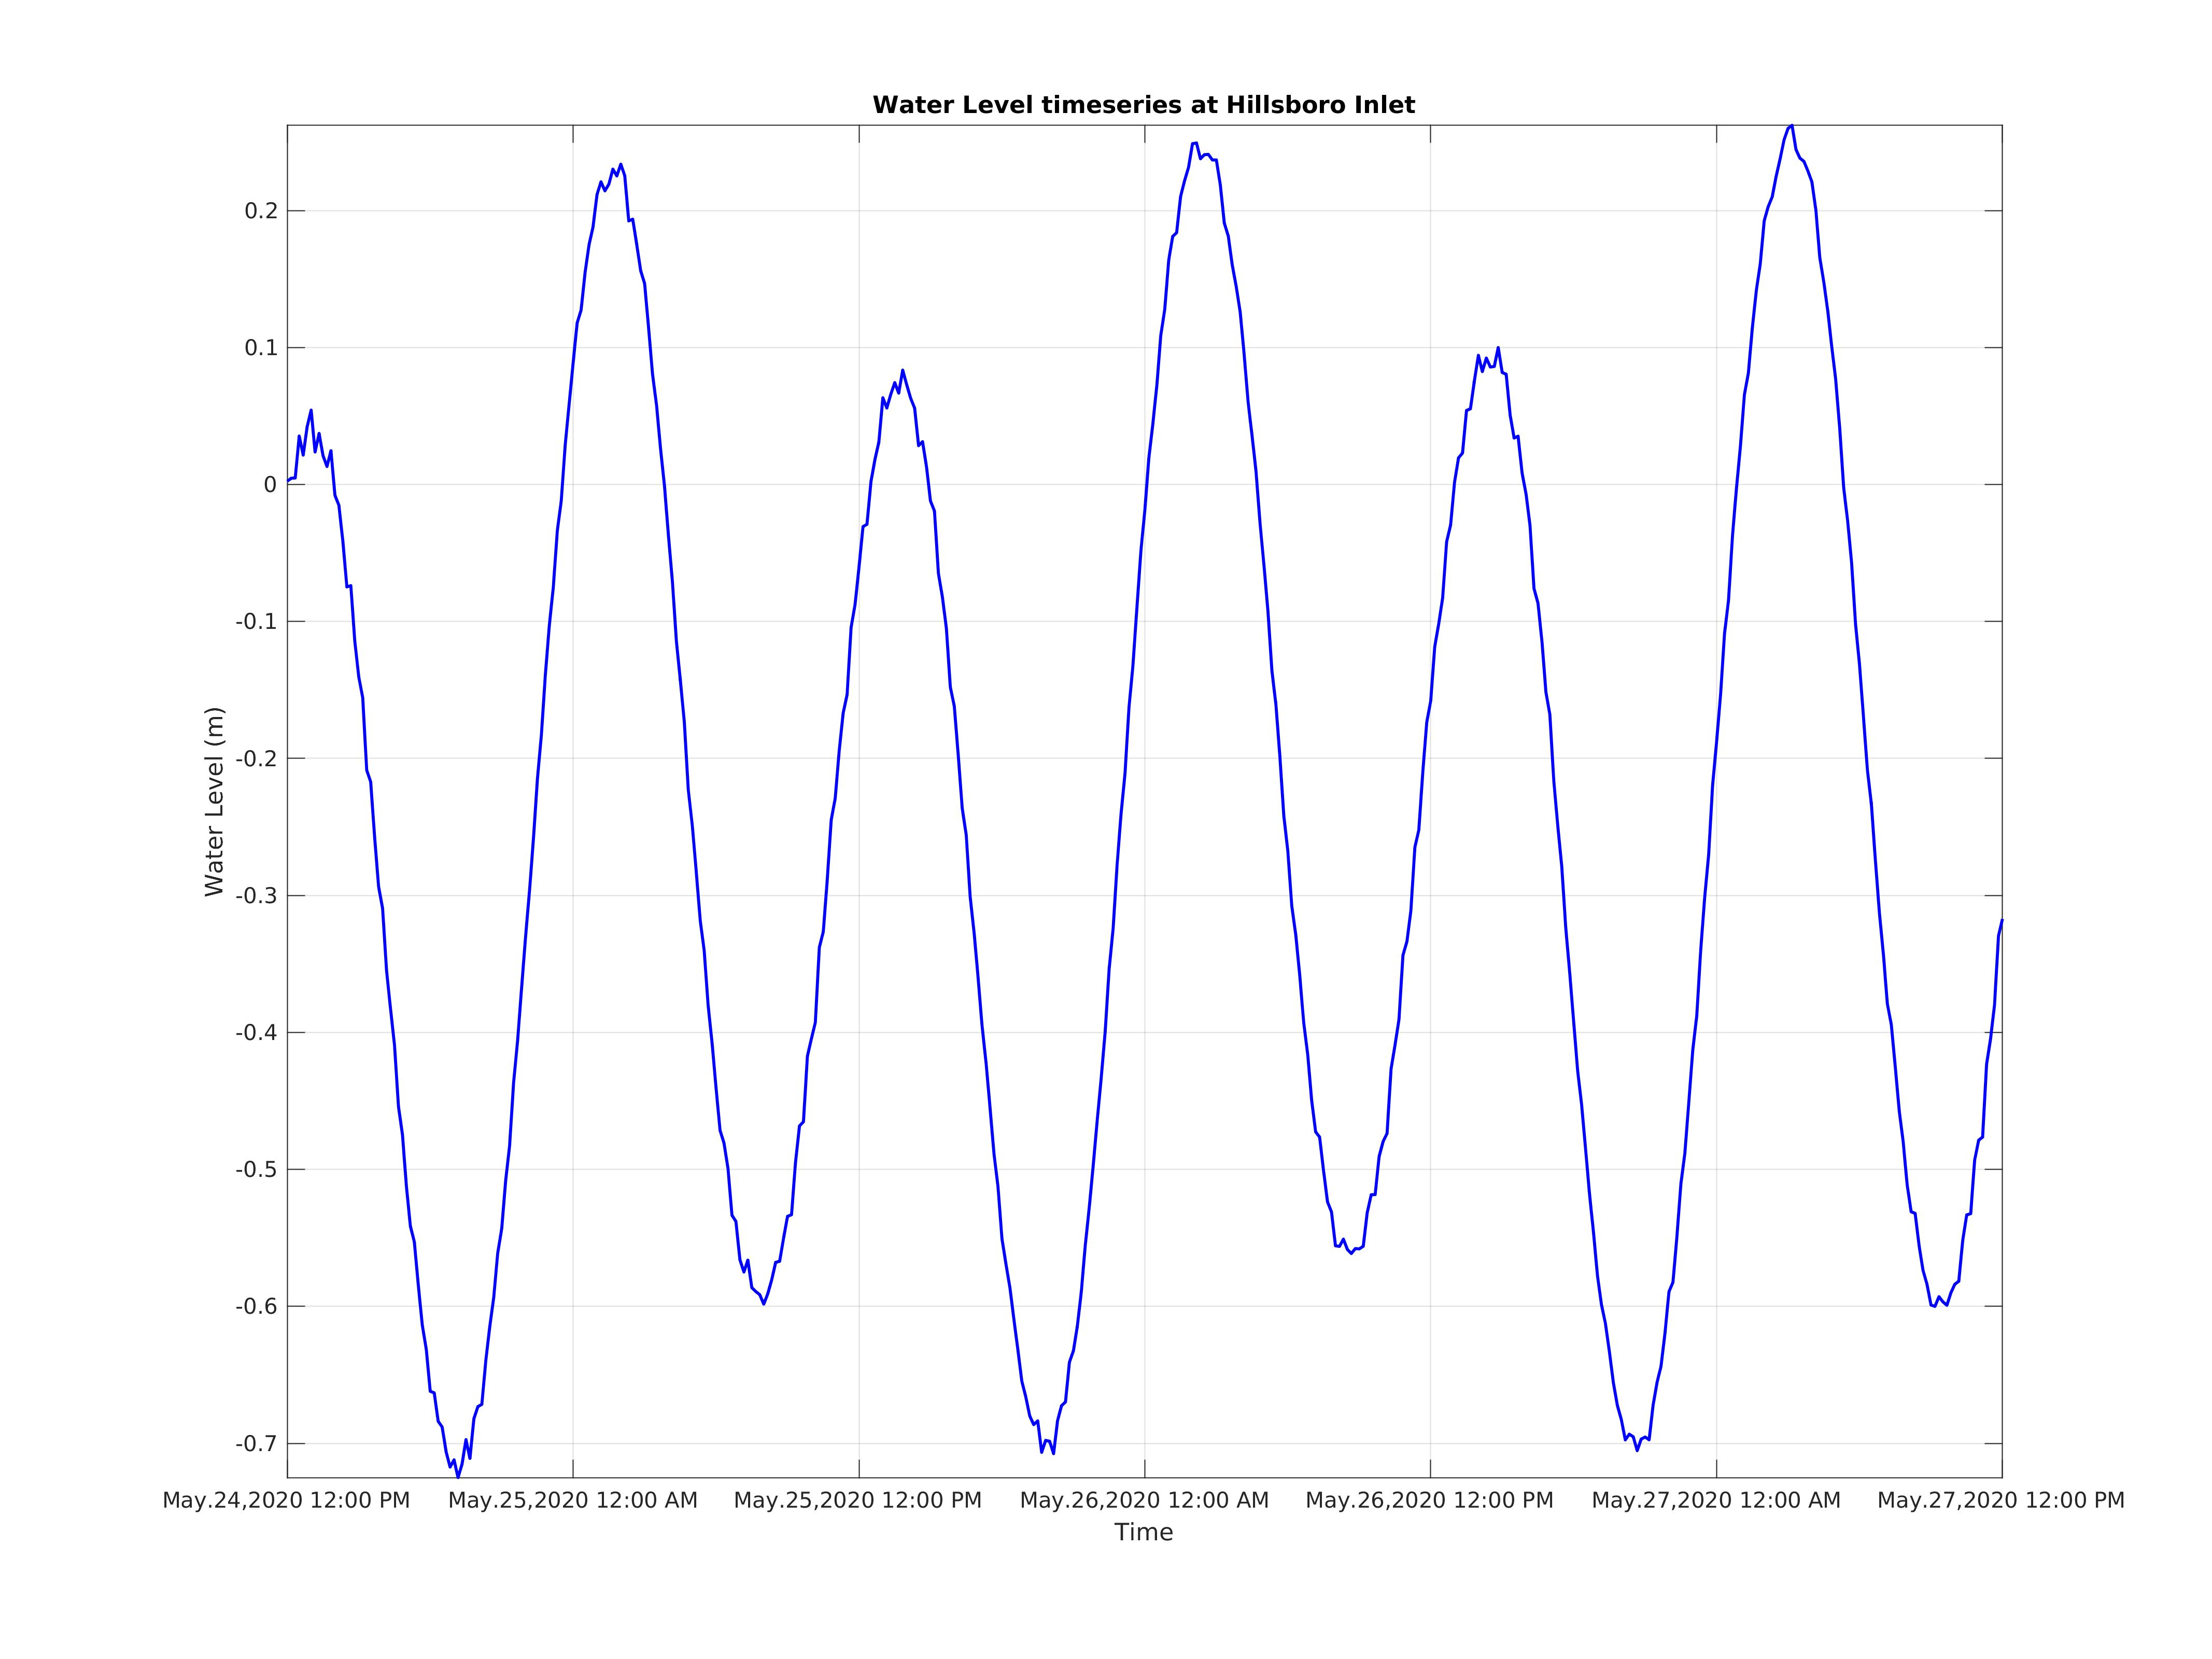 Water Level timeseries at Hillsboro Inlet
0.2
0.1
0
-0.1
-0.2
-0.3
-0.4
-0.5
-0.6
-0.7
Water Level (m)
May.24,2020 12:00 PM May.25,2020 12:00 AM May.25,2020 12:00 PM May.26,2020 12:00 AM May.26,2020 12:00 PM May.27,2020 12:00 AM May.27,2020 12:00 PM
Time